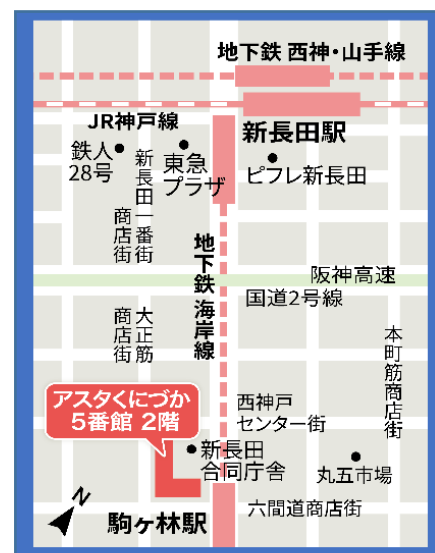 地下鉄 西神・山手線
JR神戸線
新長田駅
鉄人
28号
新長田一番街
商店街
東急
プラザ
ピフレ新長田
地下鉄 海岸線
阪神高速
国道2号線
大正筋
商店街
本町筋商店街
アスタくにづか
5番館 2階
西神戸
センター街
新長田
合同庁舎
丸五市場
六間道商店街
駒ヶ林駅
N